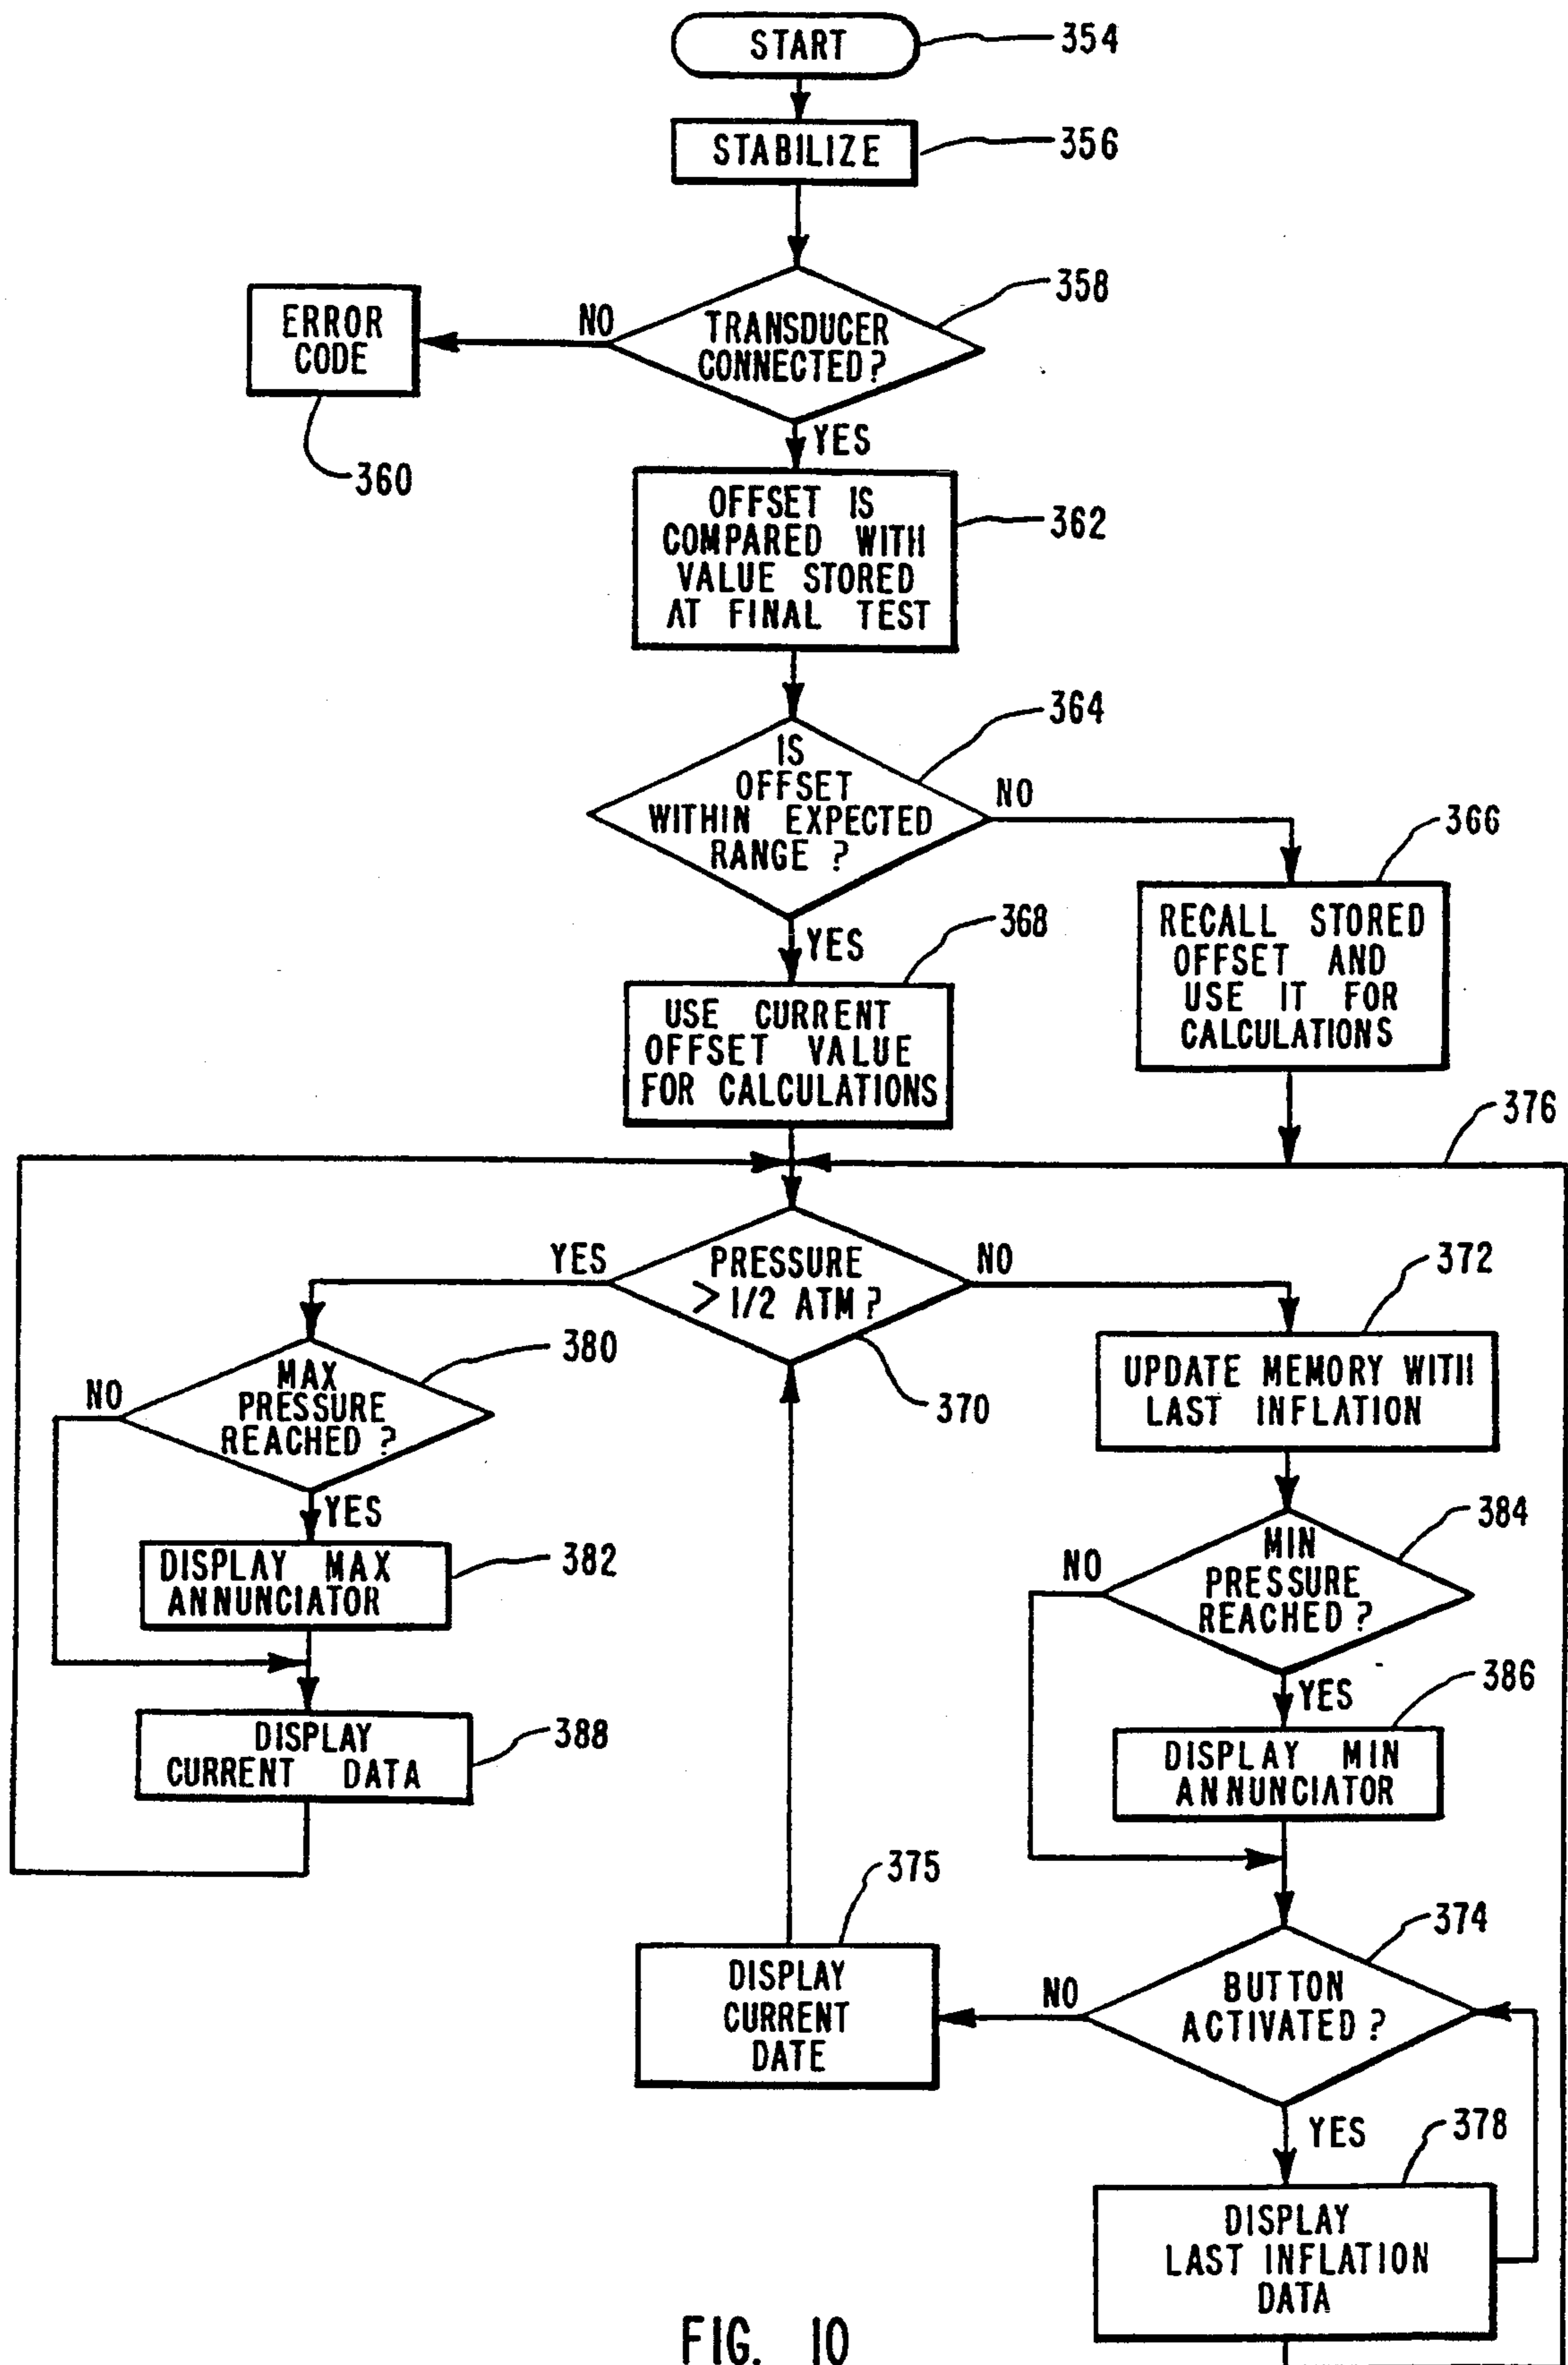 START
354
STABILIZE
356
358
TRANSDUCER
CONNECTED?
NO
ERROR
CODE
360
YES
OFFSET IS
COMPARED WITH
VALUE STORED
AT FINAL TEST
362
364
IS
OFFSET
WITHIN EXPECTED
RANGE ?
NO
366
RECALL STORED
OFFSET AND
USE IT FOR
CALCULATIONS
YES
368
USE CURRENT
OFFSET VALUE
FOR CALCULATIONS
376
YES
PRESSURE
> 1/2 ATM?
NO
370
372
UPDATE MEMORY WITH
LAST INFLATION
380
NO
MAX
PRESSURE
REACHED ?
YES
DISPLAY MAX
ANNUNCIATOR
382
DISPLAY
CURRENT DATA
388
384
NO
MIN
PRESSURE
REACHED ?
YES
386
DISPLAY MIN
ANNUNCIATOR
375
DISPLAY
CURRENT
DATE
374
NO
BUTTON
ACTIVATED ?
YES
378
DISPLAY
LAST INFLATION
DATA
FIG. 10